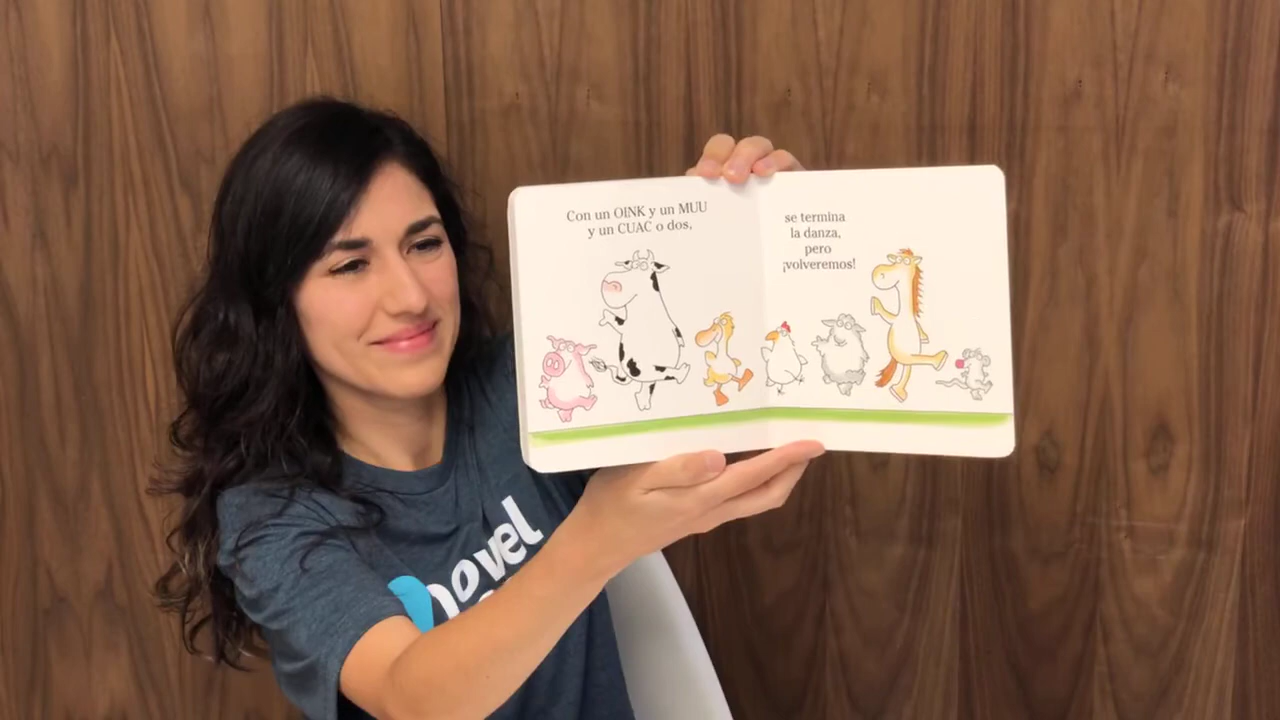 Con un OINK y un MUU
y un CUAC o dos,
se termina
la danza,
pero
¡volveremos!
novel